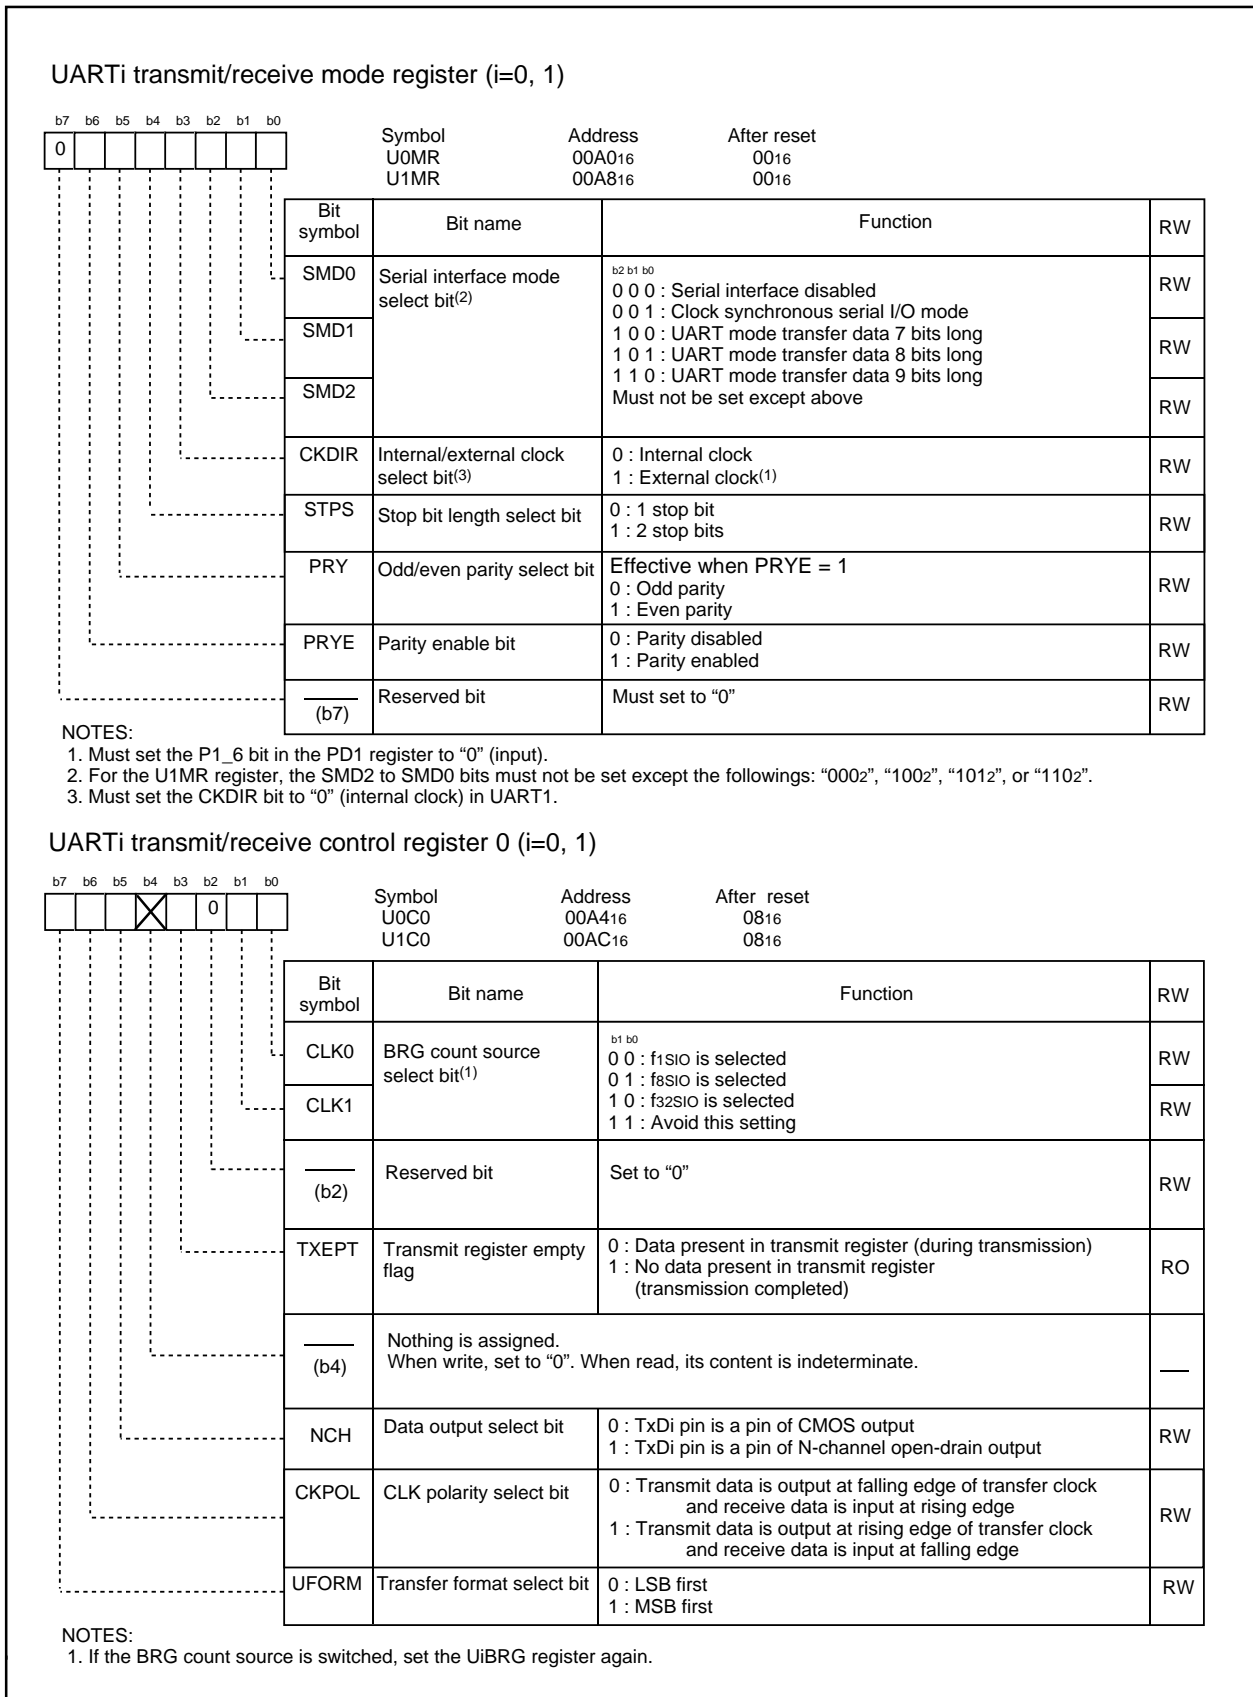 UARTi transmit/receive mode register (i=0, 1)
b7 b6 b5 b4 b3 b2 b1 b0
0
Symbol Address After reset
U0MR 00A016 0016
U1MR 00A816 0016
Bit symbol Bit name Function RW
SMD0 Serial interface mode select bit(2) b2 b1 b0 RW
0 0 0 : Serial interface disabled
0 0 1 : Clock synchronous serial I/O mode
SMD1 1 0 0 : UART mode transfer data 7 bits long RW
1 0 1 : UART mode transfer data 8 bits long
1 1 0 : UART mode transfer data 9 bits long
SMD2 Must not be set except above RW
CKDIR Internal/external clock select bit(3) 0 : Internal clock RW
1 : External clock(1)
STPS Stop bit length select bit 0 : 1 stop bit RW
1 : 2 stop bits
PRY Odd/even parity select bit Effective when PRYE = 1 RW
0 : Odd parity
1 : Even parity
PRYE Parity enable bit 0 : Parity disabled RW
1 : Parity enabled
(b7) Reserved bit Must set to “0” RW
NOTES:
1. Must set the P1_6 bit in the PD1 register to “0” (input).
2. For the U1MR register, the SMD2 to SMD0 bits must not be set except the followings: “0002”, “1002”, “1012”, or “1102”.
3. Must set the CKDIR bit to “0” (internal clock) in UART1.
UARTi transmit/receive control register 0 (i=0, 1)
b7 b6 b5 b4 b3 b2 b1 b0
0
Symbol Address After reset
U0C0 00A416 0816
U1C0 00AC16 0816
Bit symbol Bit name Function RW
CLK0 BRG count source select bit(1) b1 b0 RW
0 0 : f1SIO is selected
0 1 : f8SIO is selected
CLK1 1 0 : f32SIO is selected RW
1 1 : Avoid this setting
(b2) Reserved bit Set to “0” RW
TXEPT Transmit register empty flag 0 : Data present in transmit register (during transmission) RO
1 : No data present in transmit register
(transmission completed)
(b4) Nothing is assigned.
When write, set to “0”. When read, its content is indeterminate.
NCH Data output select bit 0 : TxDi pin is a pin of CMOS output RW
1 : TxDi pin is a pin of N-channel open-drain output
CKPOL CLK polarity select bit 0 : Transmit data is output at falling edge of transfer clock RW
and receive data is input at rising edge
1 : Transmit data is output at rising edge of transfer clock
and receive data is input at falling edge
UFORM Transfer format select bit 0 : LSB first RW
1 : MSB first
NOTES:
1. If the BRG count source is switched, set the UiBRG register again.